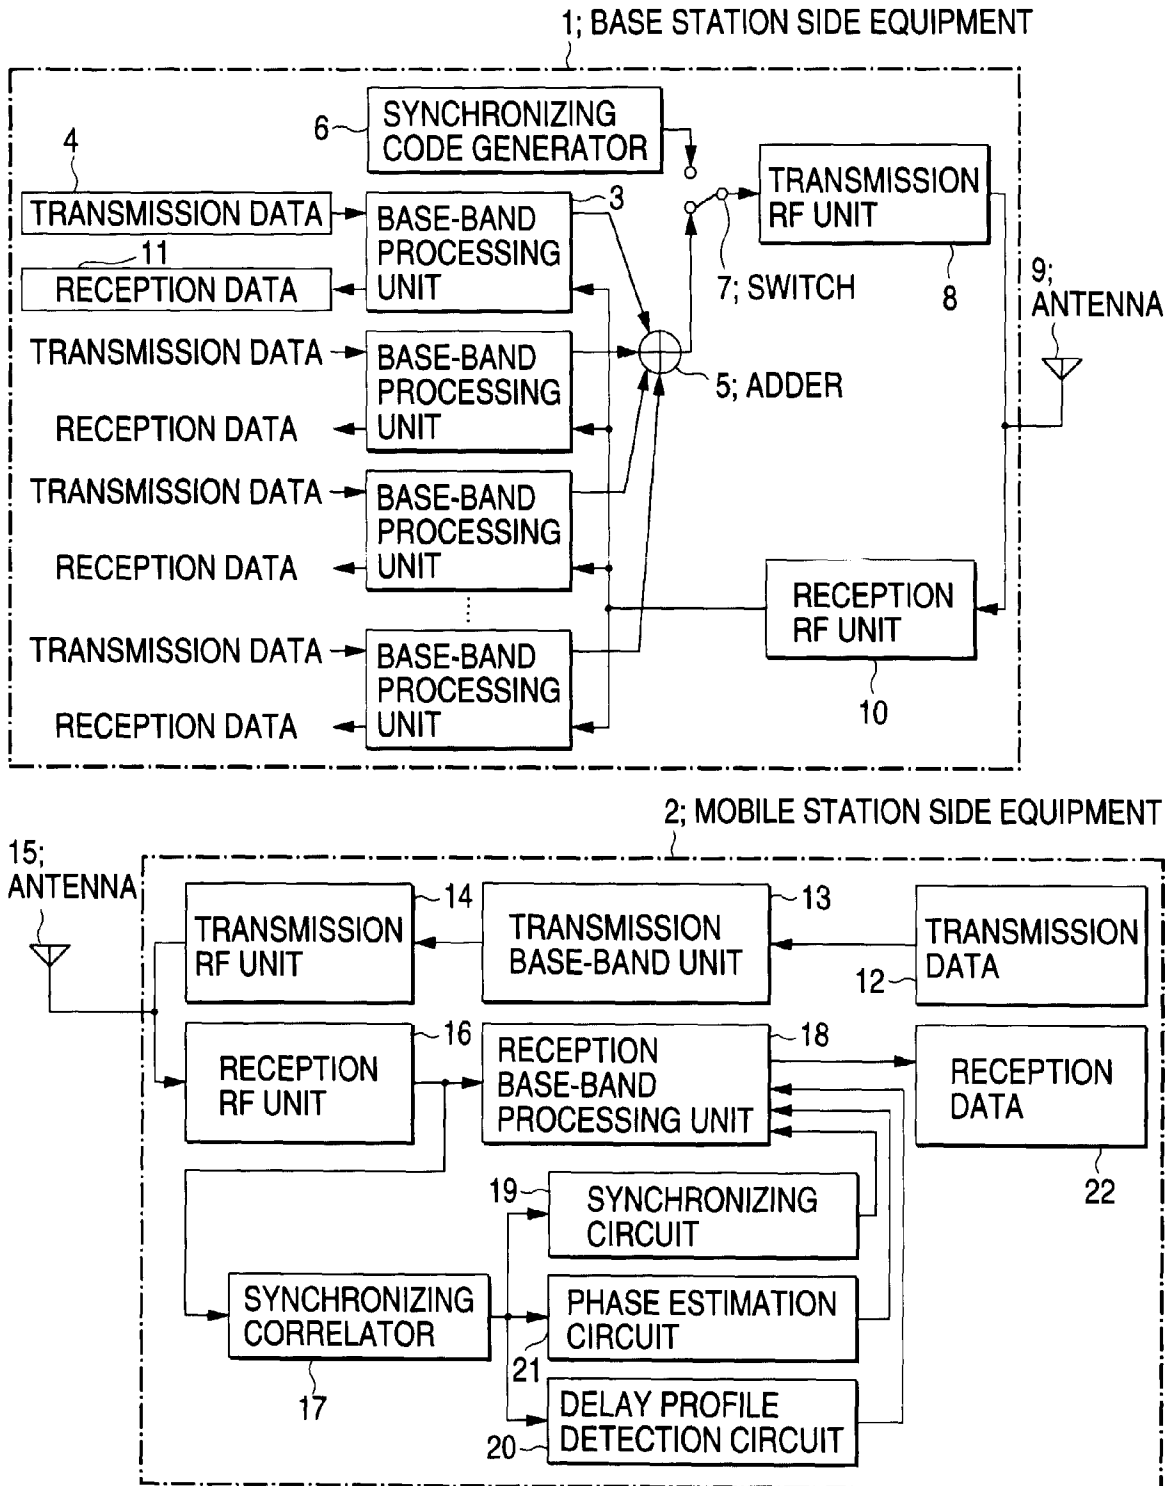 1; BASE STATION SIDE EQUIPMENT
6
SYNCHRONIZING
CODE GENERATOR
4
TRANSMISSION DATA
3
BASE-BAND
PROCESSING
UNIT
TRANSMISSION
RF UNIT
11
RECEPTION DATA
7; SWITCH
8
9;
ANTENNA
TRANSMISSION DATA
BASE-BAND
PROCESSING
UNIT
5; ADDER
RECEPTION DATA
TRANSMISSION DATA
BASE-BAND
PROCESSING
UNIT
RECEPTION DATA
RECEPTION
RF UNIT
10
TRANSMISSION DATA
BASE-BAND
PROCESSING
UNIT
RECEPTION DATA
2; MOBILE STATION SIDE EQUIPMENT
15;
ANTENNA
14
TRANSMISSION
RF UNIT
13
TRANSMISSION
BASE-BAND UNIT
TRANSMISSION
DATA
12
16
RECEPTION
RF UNIT
18
RECEPTION
BASE-BAND
PROCESSING UNIT
RECEPTION
DATA
22
19
SYNCHRONIZING
CIRCUIT
SYNCHRONIZING
CORRELATOR
17
PHASE ESTIMATION
CIRCUIT
21
DELAY PROFILE
DETECTION CIRCUIT
20